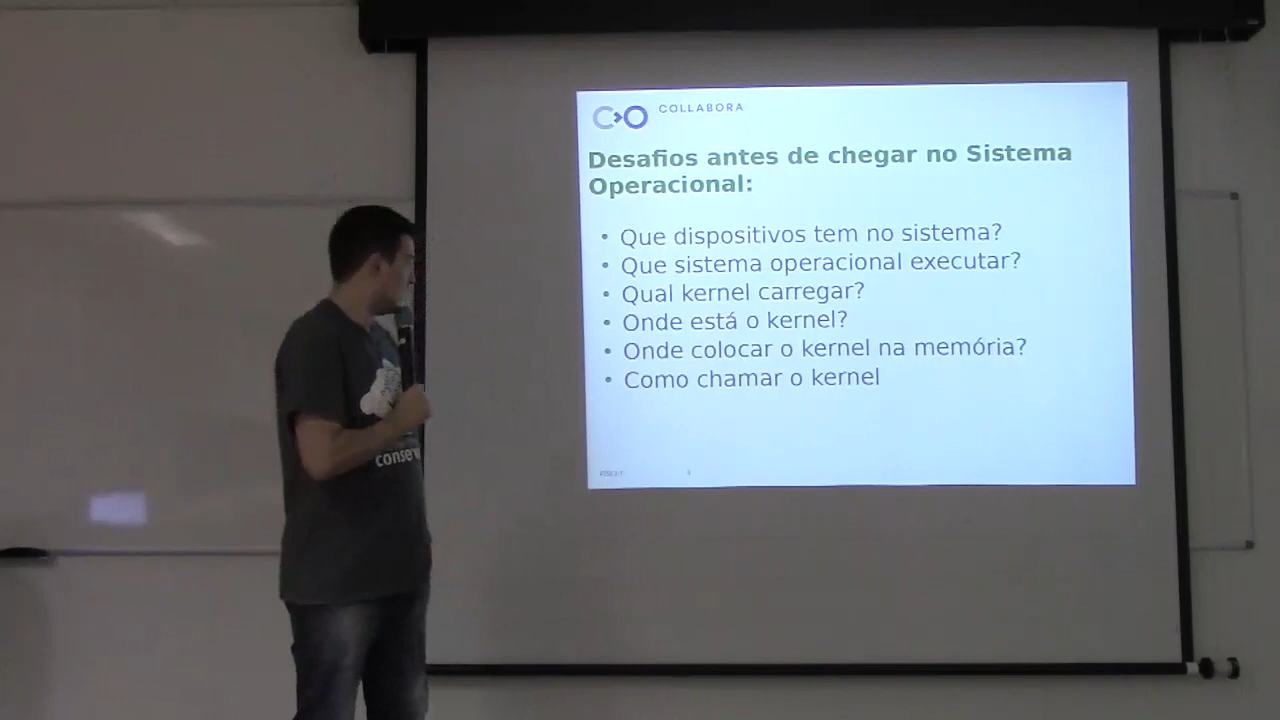 COLLABORA
Desafios antes de chegar no Sistema
Operacional:
• Que dispositivos tem no sistema?
• Que sistema operacional executar?
• Qual kernel carregar?
• Onde está o kernel?
• Onde colocar o kernel na memória?
• Como chamar o kernel